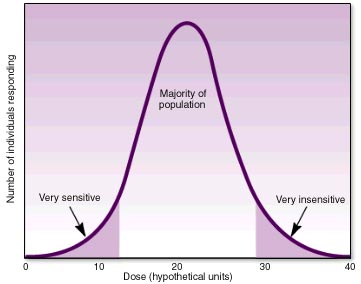 Number of individuals responding
Majority of
population
Very sensitive
Very insensitive
0 10 20 30 40
Dose (hypothetical units)